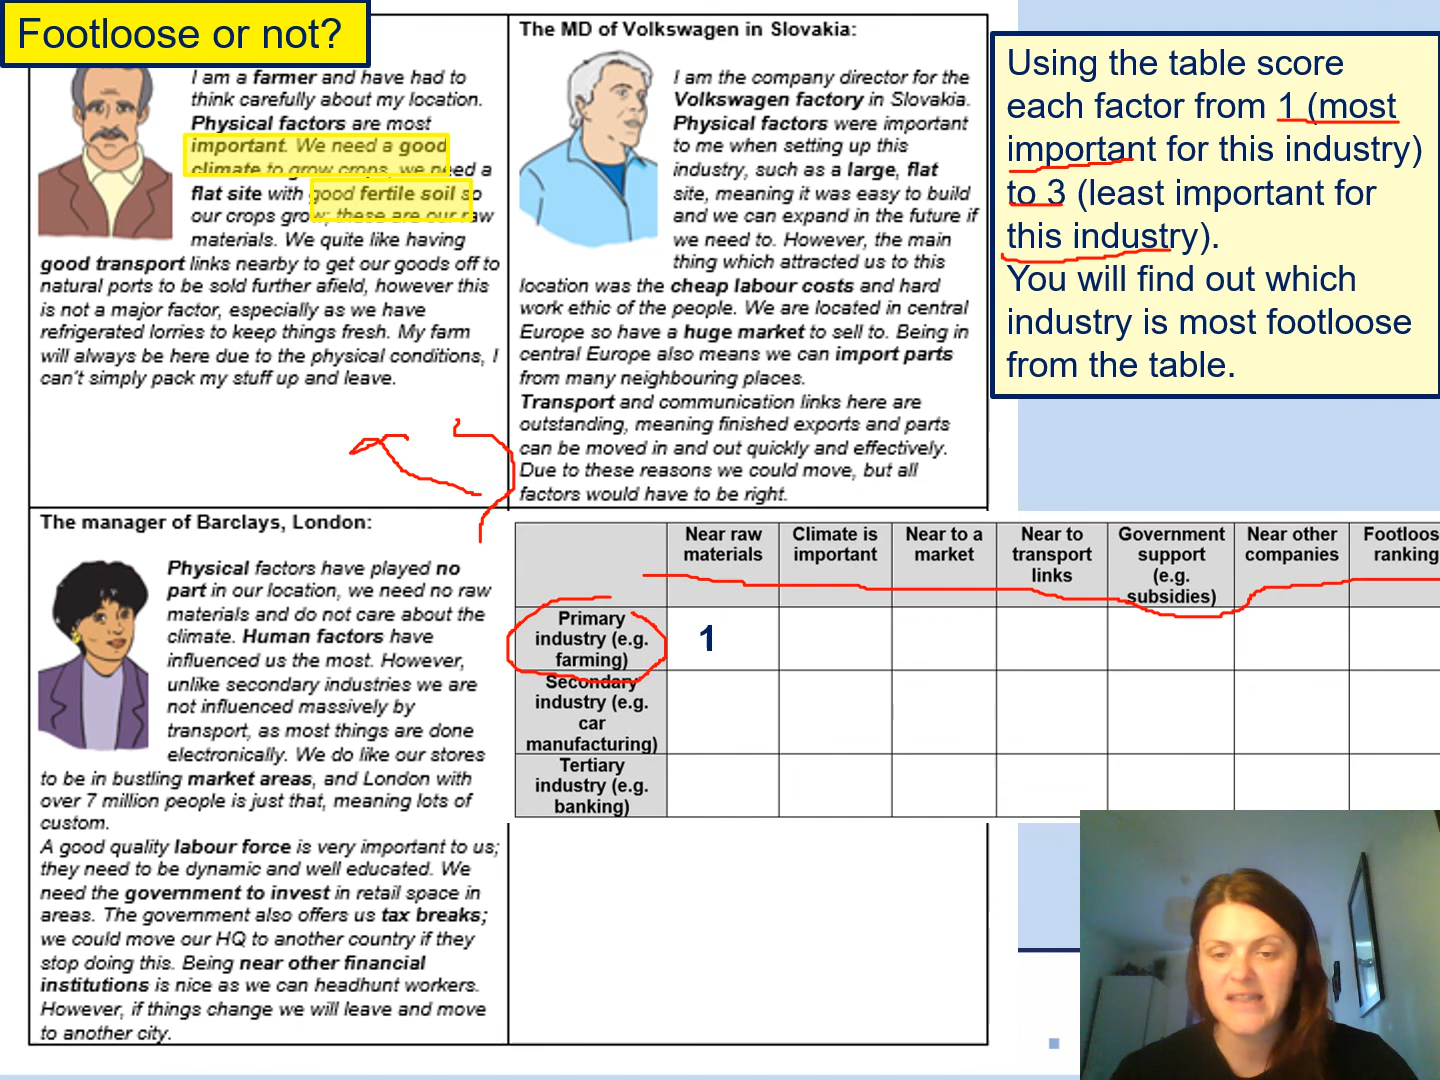 Footloose or not?
I am a farmer and have had to
think carefully about my location.
Physical factors are most
important. We need a good
climate to grow crops, we need a
flat site with good fertile soil so
our crops grow; these are our raw
materials. We quite like having
good transport links nearby to get our goods off to
natural ports to be sold further afield, however this
is not a major factor, especially as we have
refrigerated lorries to keep things fresh. My farm
will always be here due to the physical conditions, I
can't simply pack my stuff up and leave.
The MD of Volkswagen in Slovakia:
I am the company director for the
Volkswagen factory in Slovakia.
Physical factors were important
to me when setting up this
industry, such as a large, flat
site, meaning it was easy to build
and we can expand in the future if
we need to. However, the main
thing which attracted us to this
location was the cheap labour costs and hard
work ethic of the people. We are located in central
Europe so have a huge market to sell to. Being in
central Europe also means we can import parts
from many neighbouring places.
Transport and communication links here are
outstanding, meaning finished exports and parts
can be moved in and out quickly and effectively.
Due to these reasons we could move, but all
factors would have to be right.
Using the table score
each factor from 1 (most
important for this industry)
to 3 (least important for
this industry).
You will find out which
industry is most footloose
from the table.
The manager of Barclays, London:
Physical factors have played no
part in our location, we need no raw
materials and do not care about the
climate. Human factors have
influenced us the most. However,
unlike secondary industries we are
not influenced massively by
transport, as most things are done
electronically. We do like our stores
to be in bustling market areas, and London with
over 7 million people is just that, meaning lots of
custom.
A good quality labour force is very important to us;
they need to be dynamic and well educated. We
need the government to invest in retail space in
areas. The government also offers us tax breaks;
we could move our HQ to another country if they
stop doing this. Being near other financial
institutions is nice as we can headhunt workers.
However, if things change we will leave and move
to another city.
Near raw
materials
Climate is
important
Near to a
market
Near to
transport
links
Government
support
(e.g.
subsidies)
Near other
companies
Footloos
ranking
Primary
industry (e.g.
farming)
1
Secondary
industry (e.g.
car
manufacturing)
Tertiary
industry (e.g.
banking)